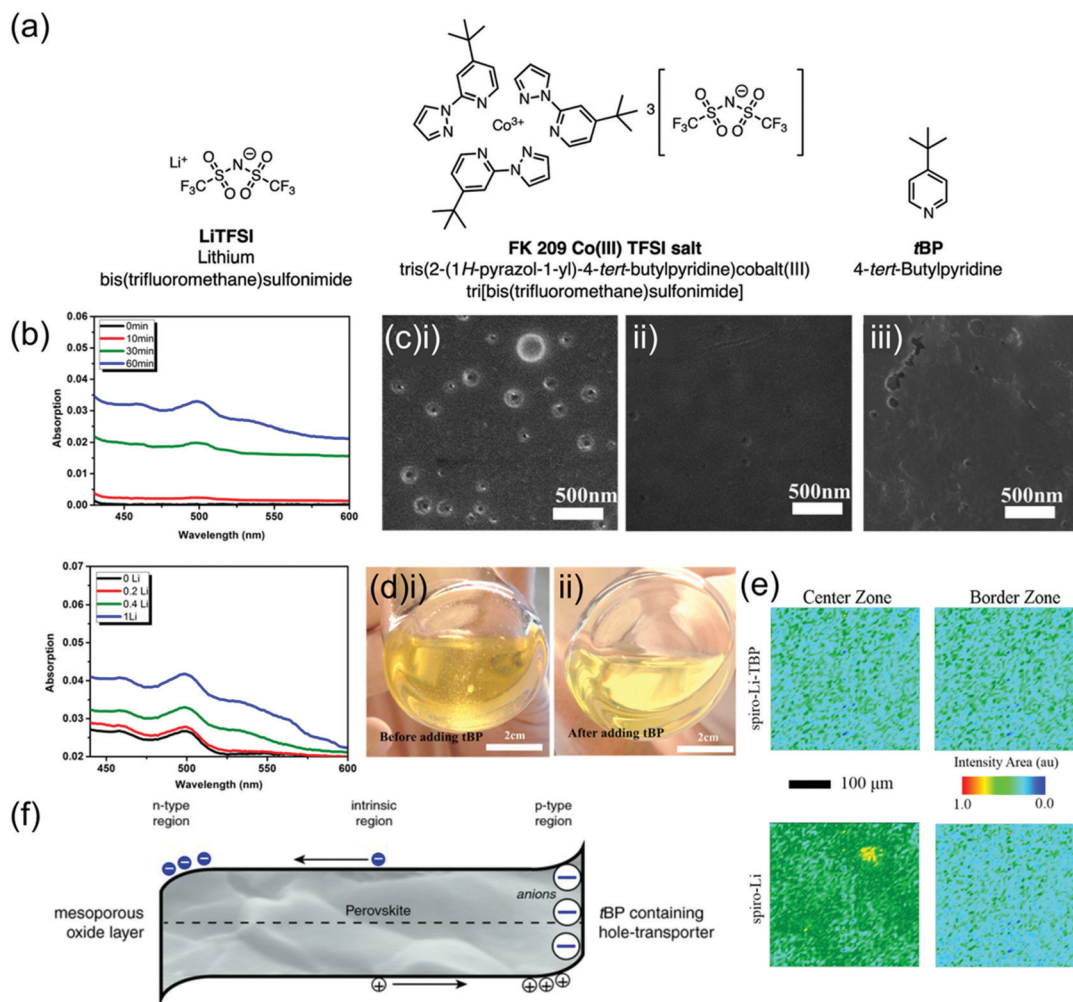 (a)
Li⁺
F₃C
O
S
O
N
⊖
O
S
O
CF₃
LiTFSI
Lithium
bis(trifluoromethane)sulfonimide
N
N
N
N
N
N
N
N
N
Co³⁺
3
F₃C
O
S
O
N
⊖
O
S
O
CF₃
FK 209 Co(III) TFSI salt
tris(2-(1H-pyrazol-1-yl)-4-tert-butylpyridine)cobalt(III)
tri[bis(trifluoromethane)sulfonimide]
N
tBP
4-tert-Butylpyridine
(b)
0.06
0.05
0.04
0.03
0.02
0.01
0.00
Absorption
0min
10min
30min
60min
450 500 550 600
Wavelength (nm)
0.07
0.06
0.05
0.04
0.03
0.02
Absorption
0 Li
0.2 Li
0.4 Li
1Li
450 500 550 600
Wavelength (nm)
(c)i)
500nm
ii)
500nm
iii)
500nm
(d)i)
Before adding tBP
2cm
ii)
After adding tBP
2cm
(e)
Center Zone
Border Zone
spiro-Li-TBP
100 μm
Intensity Area (au)
1.0 0.0
spiro-Li
(f)
n-type
region
intrinsic
region
p-type
region
mesoporous
oxide layer
Perovskite
anions
tBP containing
hole-transporter